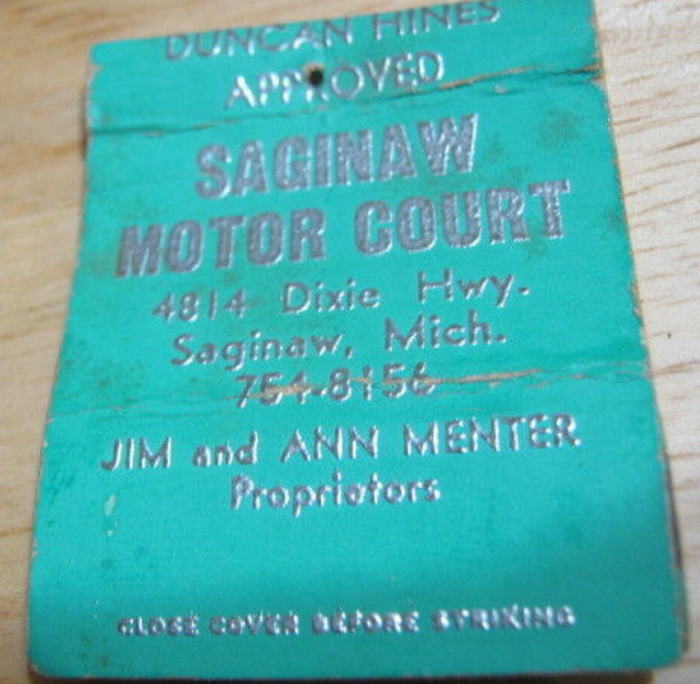 DUNCAN HINES
APPROVED
SAGINAW
MOTOR COURT
4814 Dixie Hwy.
Saginaw, Mich.
754-8156
JIM and ANN MENTER
Proprietors
CLOSE COVER BEFORE STRIKING